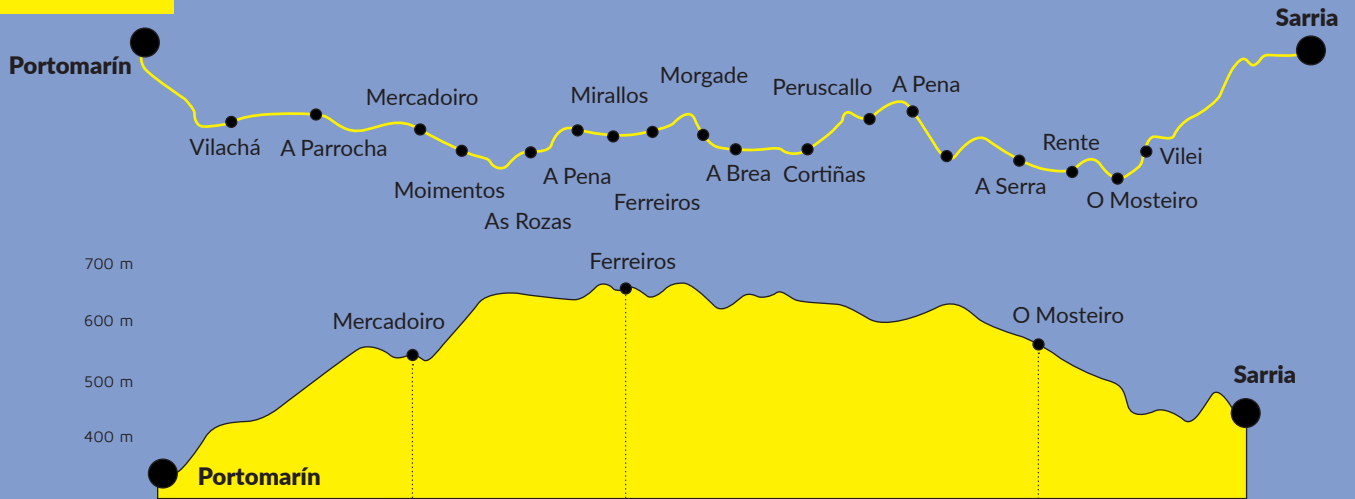 Sarria
Portomarín
Morgade
Peruscallo
A Pena
Mercadoiro
Mirallos
Vilachá
A Parrocha
Rente
Vilei
Moimentos
A Pena
A Brea
Cortiñas
A Serra
As Rozas
Ferreiros
O Mosteiro
700 m
Ferreiros
600 m
Mercadoiro
O Mosteiro
500 m
Sarria
400 m
Portomarín